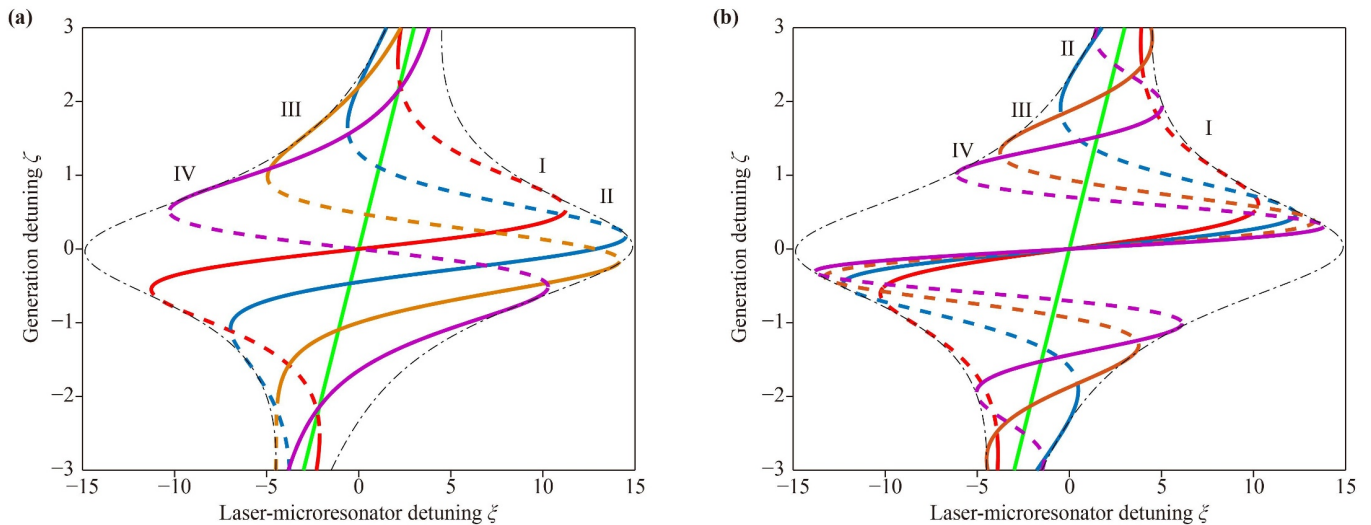 (a)
3
2
1
0
−1
−2
−3
Generation detuning ζ
III
IV
I
II
−15
−10
−5
0
5
10
15
Laser-microresonator detuning ξ
(b)
3
2
1
0
−1
−2
−3
Generation detuning ζ
II
III
IV
I
−15
−10
−5
0
5
10
15
Laser-microresonator detuning ξ